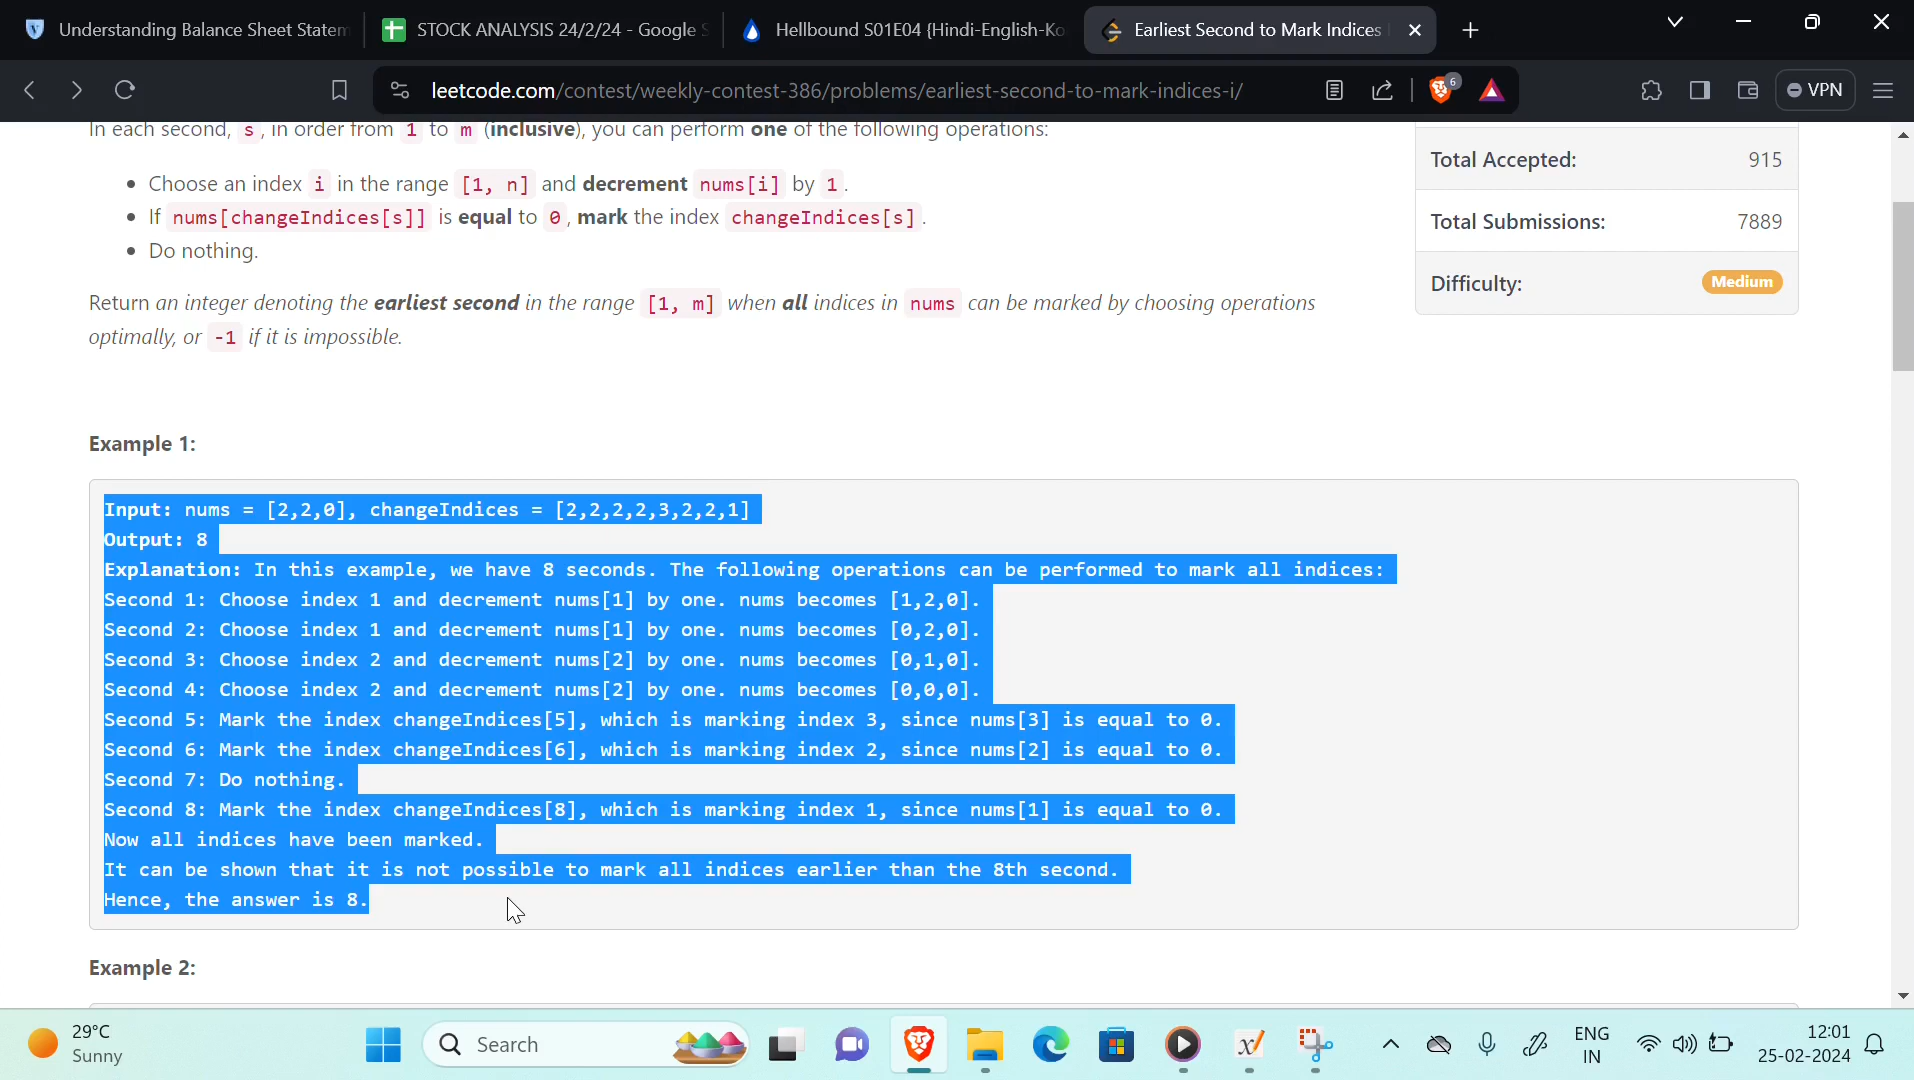 Understanding Balance Sheet Statem
STOCK ANALYSIS 24/2/24 - Google S
Hellbound S01E04 {Hindi-English-Ko
Earliest Second to Mark Indices
leetcode.com/contest/weekly-contest-386/problems/earliest-second-to-mark-indices-i/
6
VPN
In each second, s, in order from 1 to m (inclusive), you can perform one of the following operations:
Choose an index i in the range [1, n] and decrement nums[i] by 1.
If nums[changeIndices[s]] is equal to 0, mark the index changeIndices[s].
Do nothing.
Return an integer denoting the earliest second in the range [1, m] when all indices in nums can be marked by choosing operations
optimally, or -1 if it is impossible.
Total Accepted: 915
Total Submissions: 7889
Difficulty: Medium
Example 1:
Input: nums = [2,2,0], changeIndices = [2,2,2,2,3,2,2,1]
Output: 8
Explanation: In this example, we have 8 seconds. The following operations can be performed to mark all indices:
Second 1: Choose index 1 and decrement nums[1] by one. nums becomes [1,2,0].
Second 2: Choose index 1 and decrement nums[1] by one. nums becomes [0,2,0].
Second 3: Choose index 2 and decrement nums[2] by one. nums becomes [0,1,0].
Second 4: Choose index 2 and decrement nums[2] by one. nums becomes [0,0,0].
Second 5: Mark the index changeIndices[5], which is marking index 3, since nums[3] is equal to 0.
Second 6: Mark the index changeIndices[6], which is marking index 2, since nums[2] is equal to 0.
Second 7: Do nothing.
Second 8: Mark the index changeIndices[8], which is marking index 1, since nums[1] is equal to 0.
Now all indices have been marked.
It can be shown that it is not possible to mark all indices earlier than the 8th second.
Hence, the answer is 8.
Example 2:
29°C
Sunny
Search
ENG
IN
12:01
25-02-2024